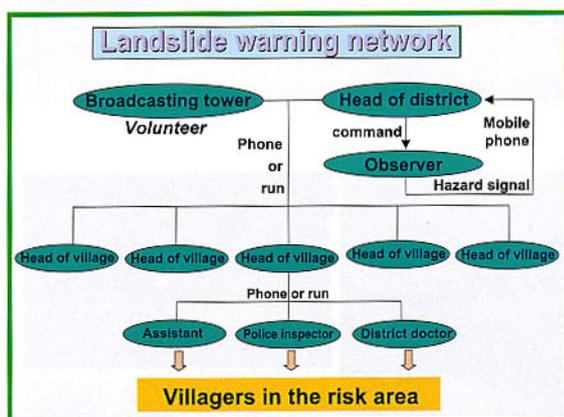 Landslide warning network
Broadcasting tower
Head of district
Volunteer
command
Mobile
phone
Phone
or
run
Observer
Hazard signal
Head of village
Head of village
Head of village
Head of village
Head of village
Phone or run
Assistant
Police inspector
District doctor
Villagers in the risk area